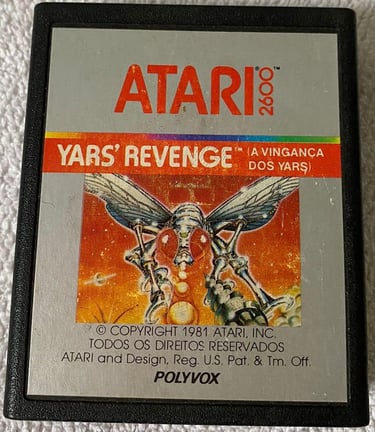 ATARI® 2600™
YARS' REVENGE™ (A VINGANÇA
DOS YARS)
© COPYRIGHT 1981 ATARI, INC.
TODOS OS DIREITOS RESERVADOS
ATARI and Design, Reg. U.S. Pat. & Tm. Off.
POLYVOX